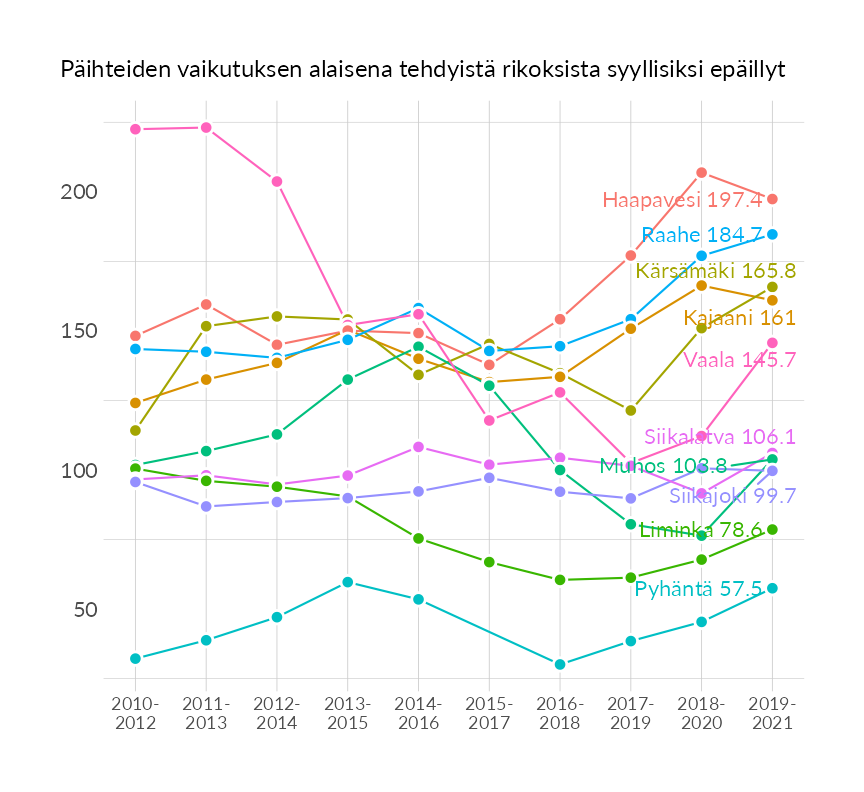 Päihteiden vaikutuksen alaisena tehdyistä rikoksista syyllisiksi epäillyt
200
150
100
50
Haapavesi 197.4
Raahe 184.7
Kärsämäki 165.8
Kajaani 161
Vaala 145.7
Siikalatva 106.1
Muhos 103.8
Siikajoki 99.7
Liminka 78.6
Pyhäntä 57.5
2010-
2012
2011-
2013
2012-
2014
2013-
2015
2014-
2016
2015-
2017
2016-
2018
2017-
2019
2018-
2020
2019-
2021